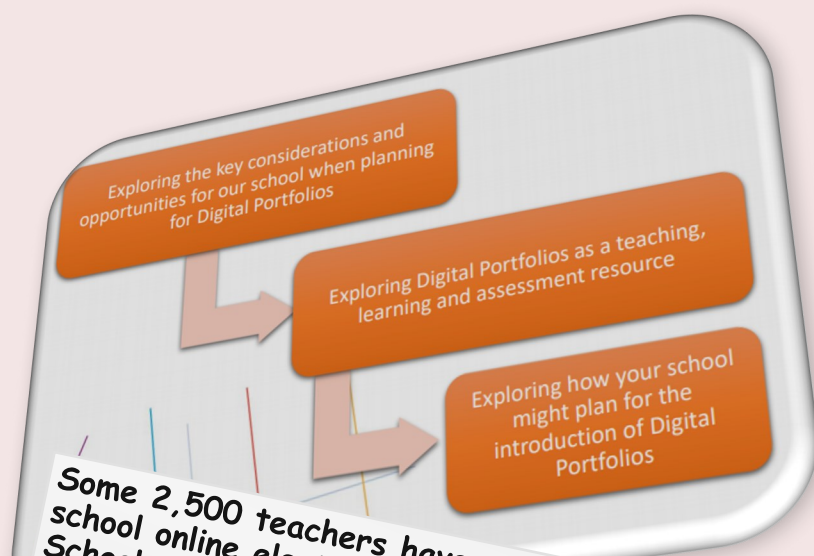 Exploring the key considerations and
opportunities for our school when planning
for Digital Portfolios
Exploring Digital Portfolios as a teaching,
learning and assessment resource
Exploring how your school
might plan for the
introduction of Digital
Portfolios
Some 2,500 teachers have
school online